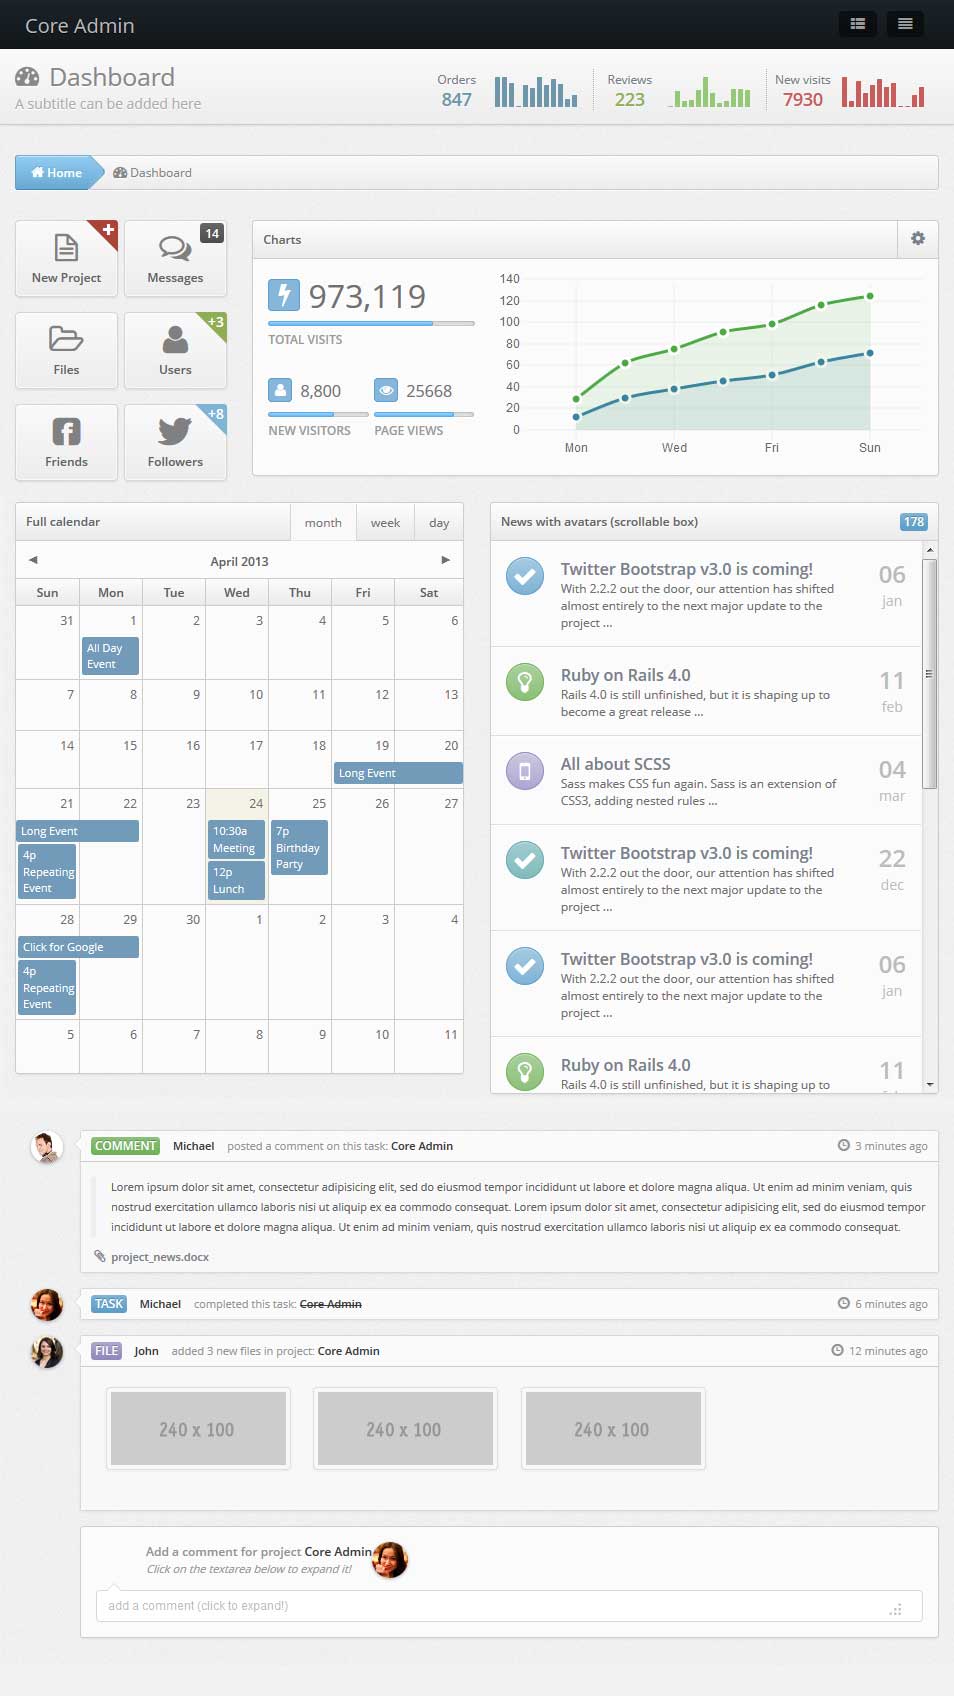 Core Admin
Dashboard
A subtitle can be added here
Orders
847
Reviews
223
New visits
7930
Home
Dashboard
New Project
14
Messages
Files
+3
Users
Friends
+8
Followers
Charts
973,119
TOTAL VISITS
8,800
NEW VISITORS
25668
PAGE VIEWS
140
120
100
80
60
40
20
0
Mon Wed Fri Sun
Full calendar
month week day
◄ April 2013 ►
Sun Mon Tue Wed Thu Fri Sat
31 1 2 3 4 5 6
All Day
Event
7 8 9 10 11 12 13
14 15 16 17 18 19 20
Long Event
21 22 23 24 25 26 27
Long Event
4p
Repeating
Event
10:30a
Meeting
12p
Lunch
7p
Birthday
Party
28 29 30 1 2 3 4
Click for Google
4p
Repeating
Event
5 6 7 8 9 10 11
News with avatars (scrollable box) 178
Twitter Bootstrap v3.0 is coming!
With 2.2.2 out the door, our attention has shifted
almost entirely to the next major update to the
project ...
06
jan
Ruby on Rails 4.0
Rails 4.0 is still unfinished, but it is shaping up to
become a great release ...
11
feb
All about SCSS
Sass makes CSS fun again. Sass is an extension of
CSS3, adding nested rules ...
04
mar
Twitter Bootstrap v3.0 is coming!
With 2.2.2 out the door, our attention has shifted
almost entirely to the next major update to the
project ...
22
dec
Twitter Bootstrap v3.0 is coming!
With 2.2.2 out the door, our attention has shifted
almost entirely to the next major update to the
project ...
06
jan
Ruby on Rails 4.0
Rails 4.0 is still unfinished, but it is shaping up to
11
COMMENT Michael posted a comment on this task: Core Admin 3 minutes ago
Lorem ipsum dolor sit amet, consectetur adipisicing elit, sed do eiusmod tempor incididunt ut labore et dolore magna aliqua. Ut enim ad minim veniam, quis
nostrud exercitation ullamco laboris nisi ut aliquip ex ea commodo consequat. Lorem ipsum dolor sit amet, consectetur adipisicing elit, sed do eiusmod tempor
incididunt ut labore et dolore magna aliqua. Ut enim ad minim veniam, quis nostrud exercitation ullamco laboris nisi ut aliquip ex ea commodo consequat.
project_news.docx
TASK Michael completed this task: Core Admin 6 minutes ago
FILE John added 3 new files in project: Core Admin 12 minutes ago
240 x 100
240 x 100
240 x 100
Add a comment for project Core Admin
Click on the textarea below to expand it!
add a comment (click to expand!)